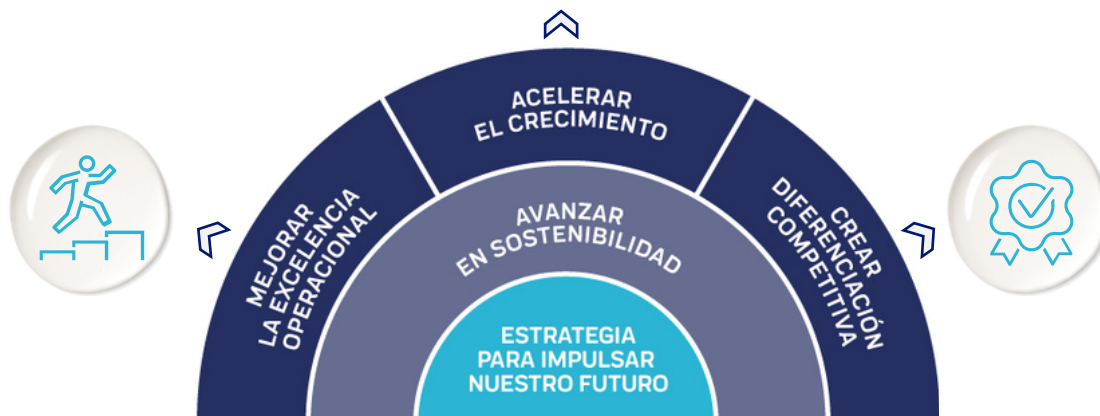 ACELERAR
EL CRECIMIENTO
MEJORAR
LA EXCELENCIA
OPERACIONAL
AVANZAR
EN SOSTENIBILIDAD
CREAR
DIFERENCIACIÓN
COMPETITIVA
ESTRATEGIA
PARA IMPULSAR
NUESTRO FUTURO